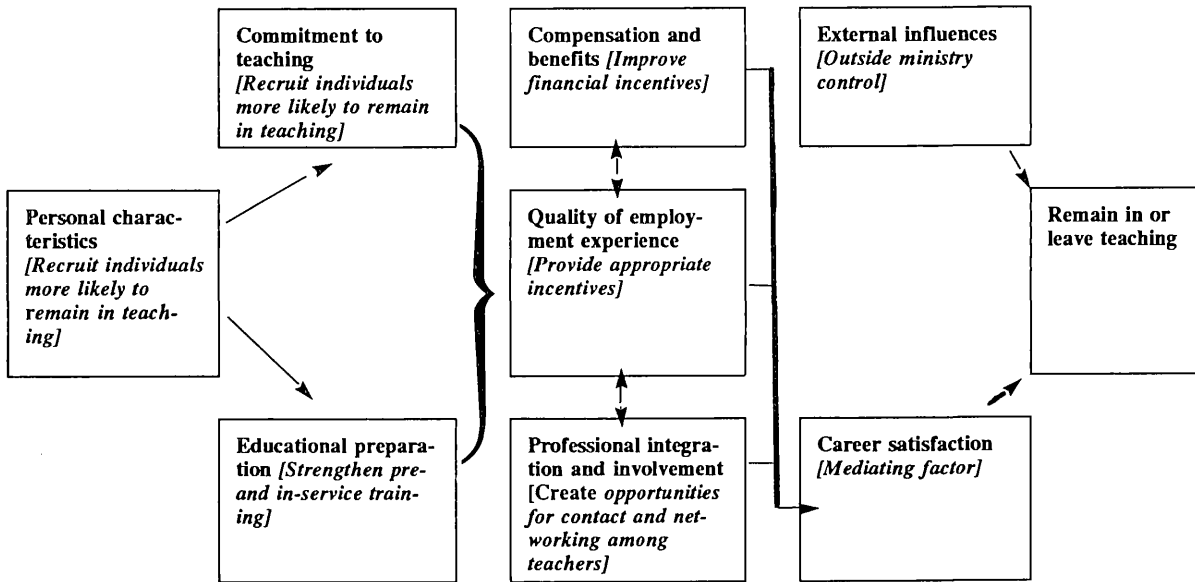 Commitment to
teaching
[Recruit individuals
more likely to remain
in teaching]
Compensation and
benefits [Improve
financial incentives]
External influences
[Outside ministry
control]
Personal charac-
teristics
[Recruit individuals
more likely to
remain in teach-
ing]
Quality of employ-
ment experience
[Provide appropriate
incentives]
Remain in or
leave teaching
Educational prepara-
tion [Strengthen pre-
and in-service train-
ing]
Professional integra-
tion and involvement
[Create opportunities
for contact and net-
working among
teachers]
Career satisfaction
[Mediating factor]